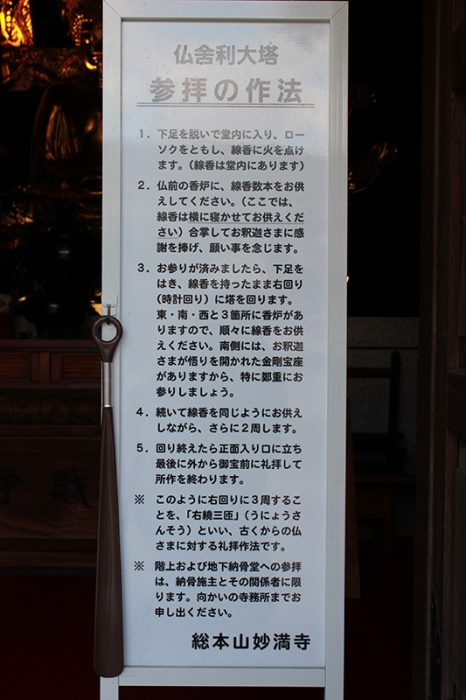 仏舎利大塔
参拝の作法
1. 下足を脱いで堂内に入り、ロー
ソクをともし、線香に火を点け
ます。(線香は堂内にあります)
2. 仏前の香炉に、線香数本をお供
えしてください。(ここでは、
線香は横に寝かせてお供えくだ
さい) 合掌してお釈迦さまに感
謝を捧げ、願い事を念じます。
3. お参りが済みましたら、下足を
はき、線香を持ったまま右回り
(時計回り) に塔を回ります。
東・南・西と3箇所に香炉があ
りますので、順々に線香をお供
えください。南側には、お釈迦
さまが悟りを開かれた金剛宝座
がありますから、特に鄭重にお
参りしましょう。
4. 続いて線香を同じようにお供え
しながら、さらに2周します。
5. 回り終えたら正面入り口に立ち
最後に外から御宝前に礼拝して
所作を終わります。
※ このように右回りに3周するこ
とを、「右繞三匝」(うにょうさ
んそう) といい、古くからの仏
さまに対する礼拝作法です。
※ 階上および地下納骨堂への参拝
は、納骨施主とその関係者に限
ります。向かいの寺務所までお
申し出ください。
総本山妙満寺
浄
財